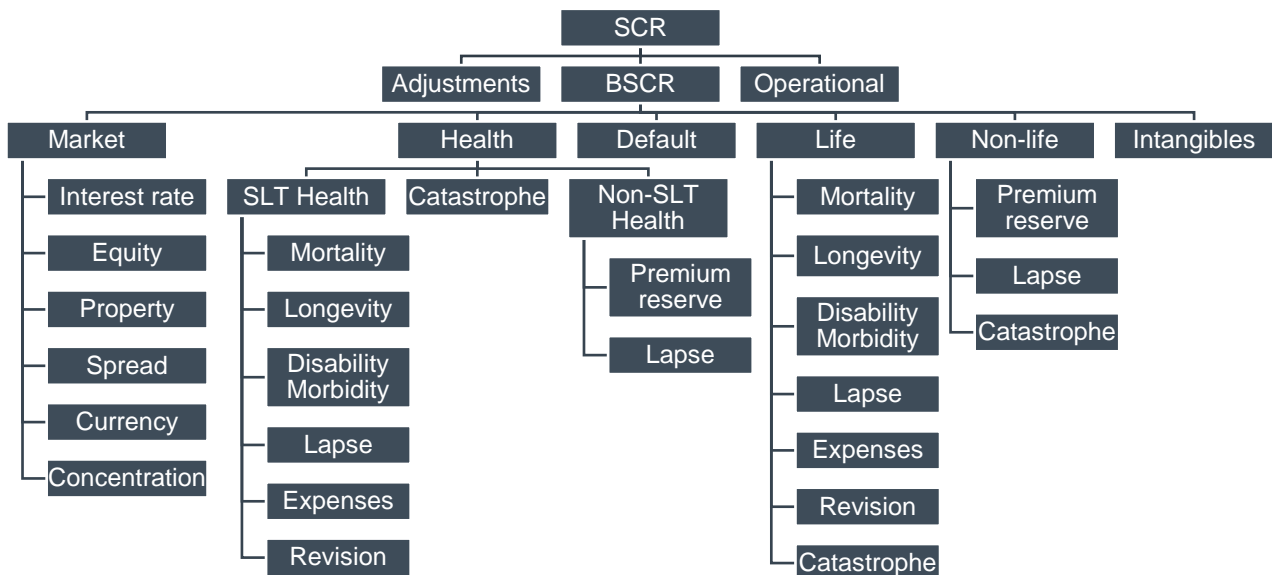 SCR
Adjustments
BSCR
Operational
Market
Health
Default
Life
Non-life
Intangibles
Interest rate
Equity
Property
Spread
Currency
Concentration
SLT Health
Mortality
Longevity
Disability
Morbidity
Lapse
Expenses
Revision
Catastrophe
Non-SLT
Health
Premium
reserve
Lapse
Mortality
Longevity
Disability
Morbidity
Lapse
Expenses
Revision
Catastrophe
Premium
reserve
Lapse
Catastrophe